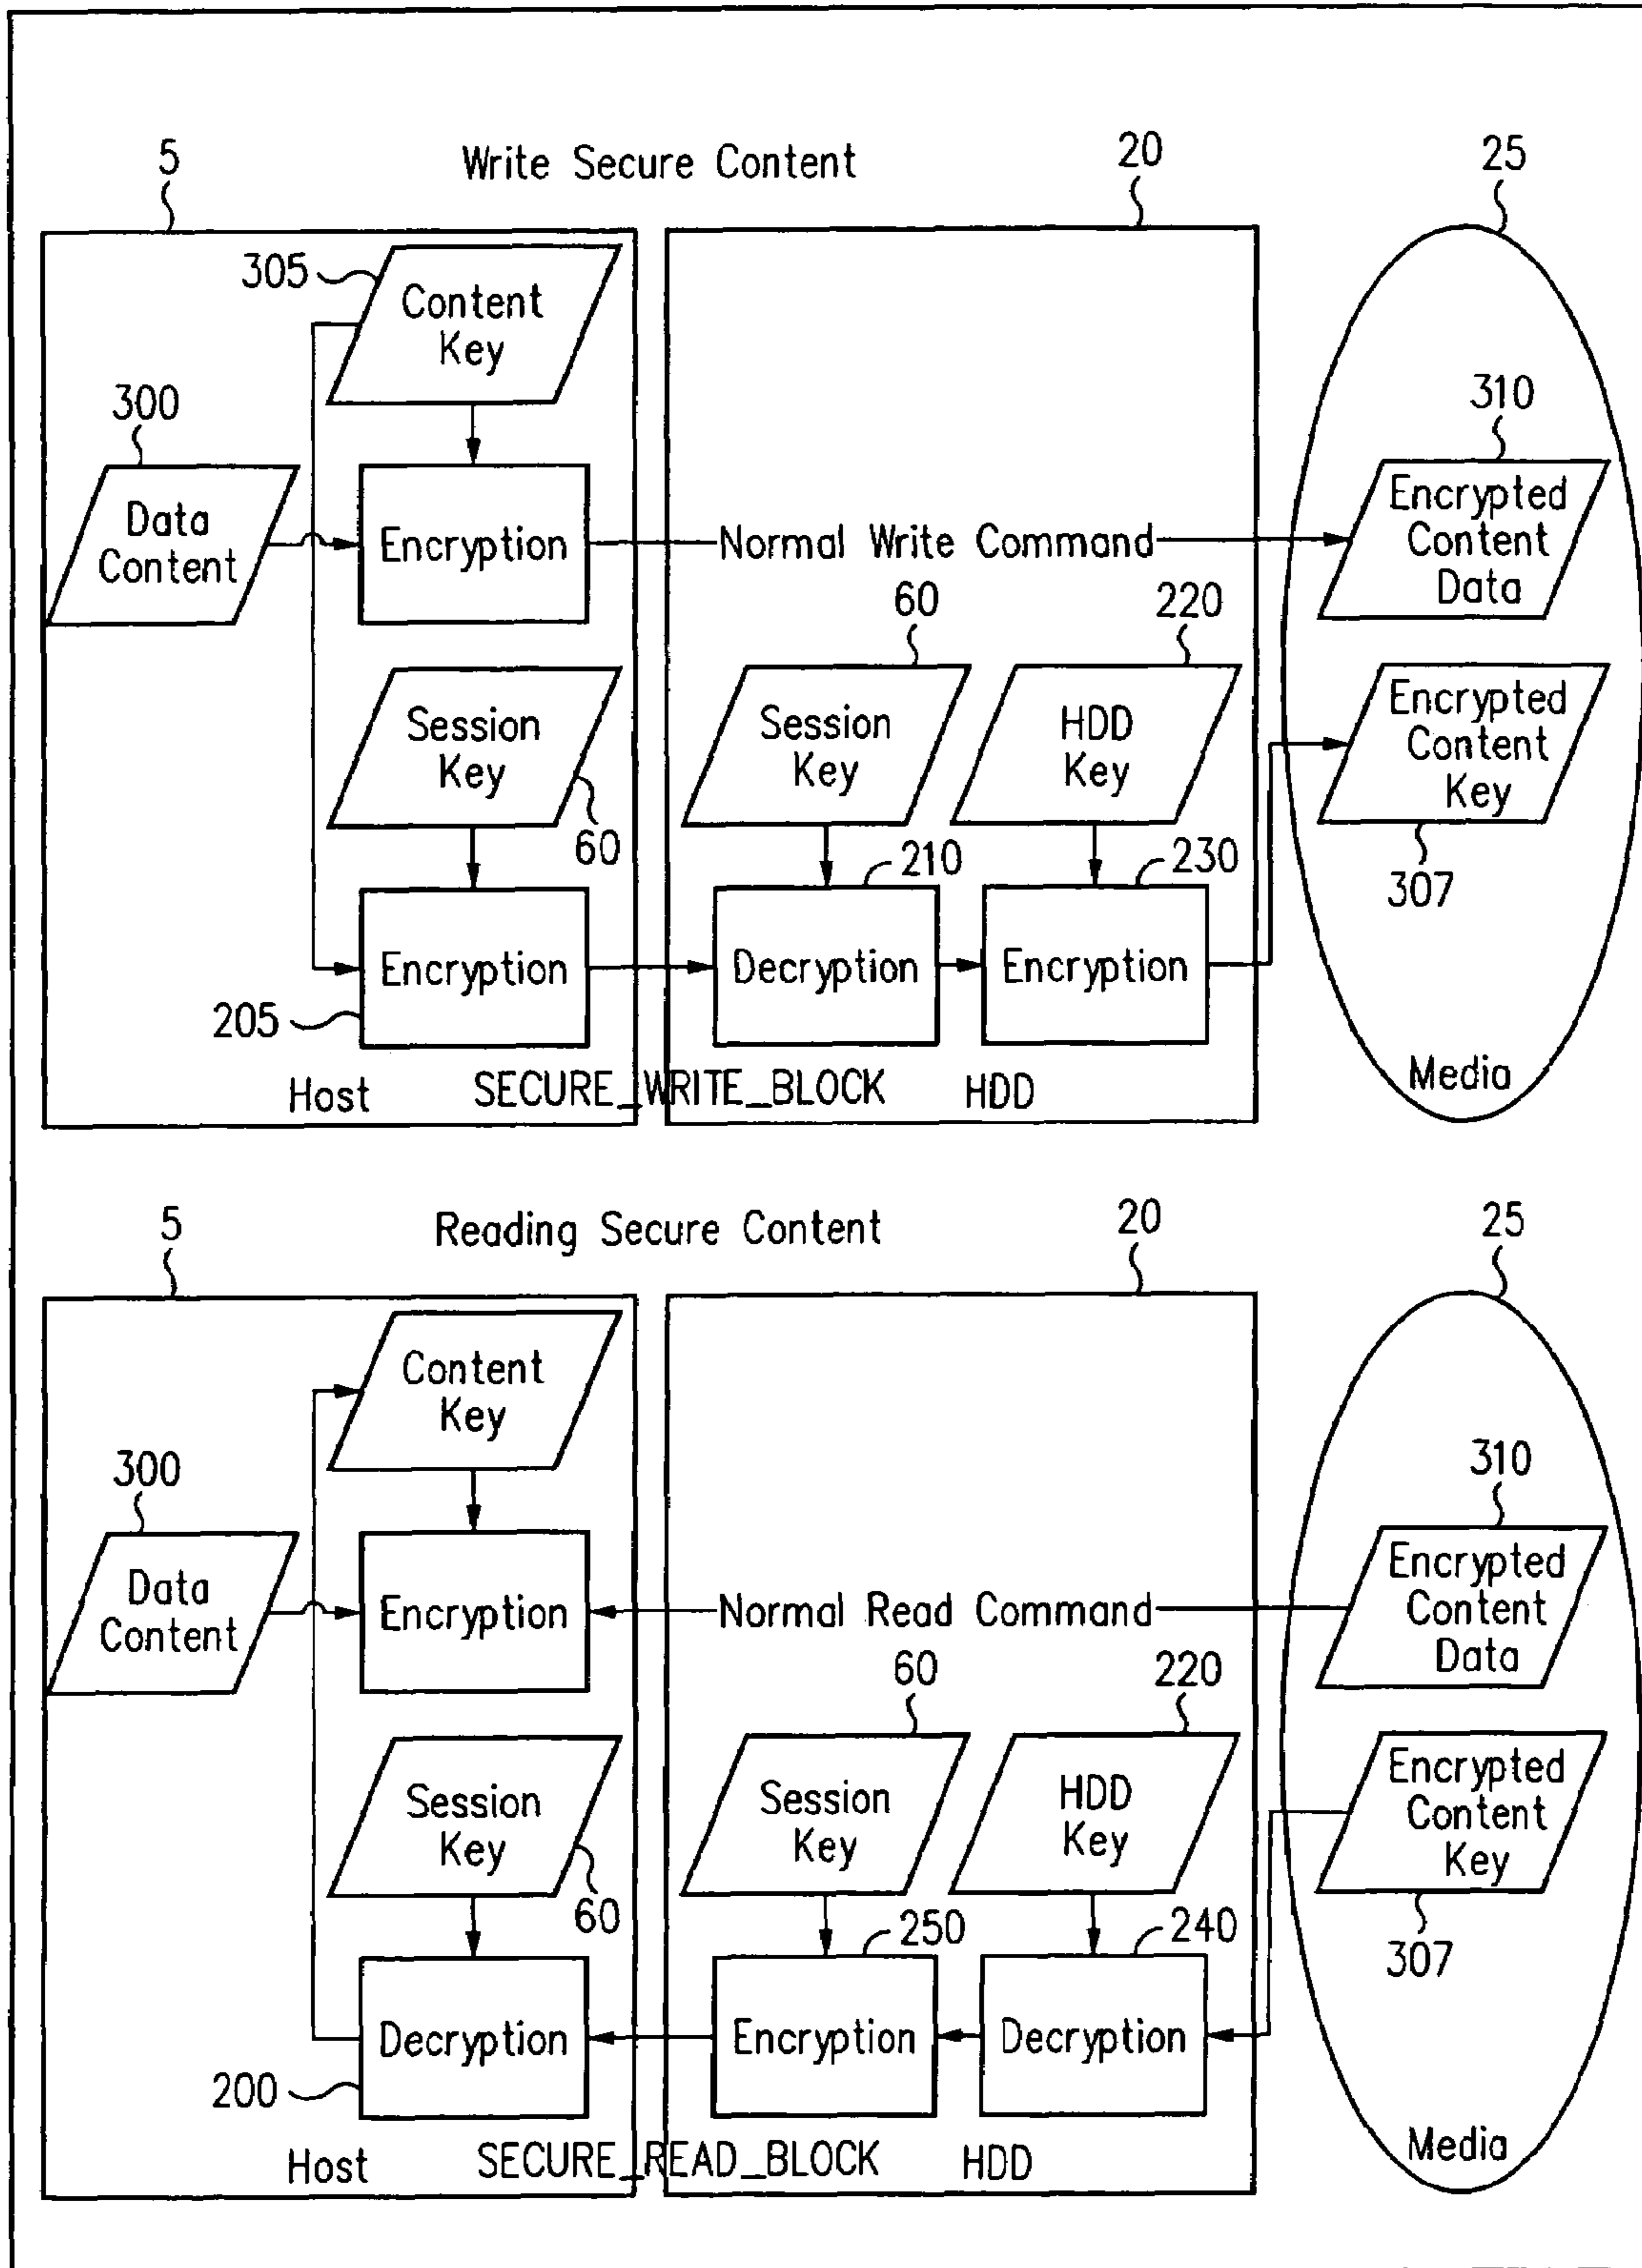 5
Write Secure Content
20
25
305
Content
Key
300
310
Data
Content
Encryption
Normal Write Command
Encrypted
Content
Data
60
220
Session
Key
60
Session
Key
HDD
Key
Encrypted
Content
Key
307
210
230
Encryption
Decryption
Encryption
205
Host
SECURE_WRITE_BLOCK
HDD
Media
5
Reading Secure Content
20
25
Content
Key
300
310
Data
Content
Encryption
Normal Read Command
Encrypted
Content
Data
60
220
Session
Key
60
Session
Key
HDD
Key
Encrypted
Content
Key
307
250
240
Decryption
Encryption
Decryption
200
Host
SECURE_READ_BLOCK
HDD
Media